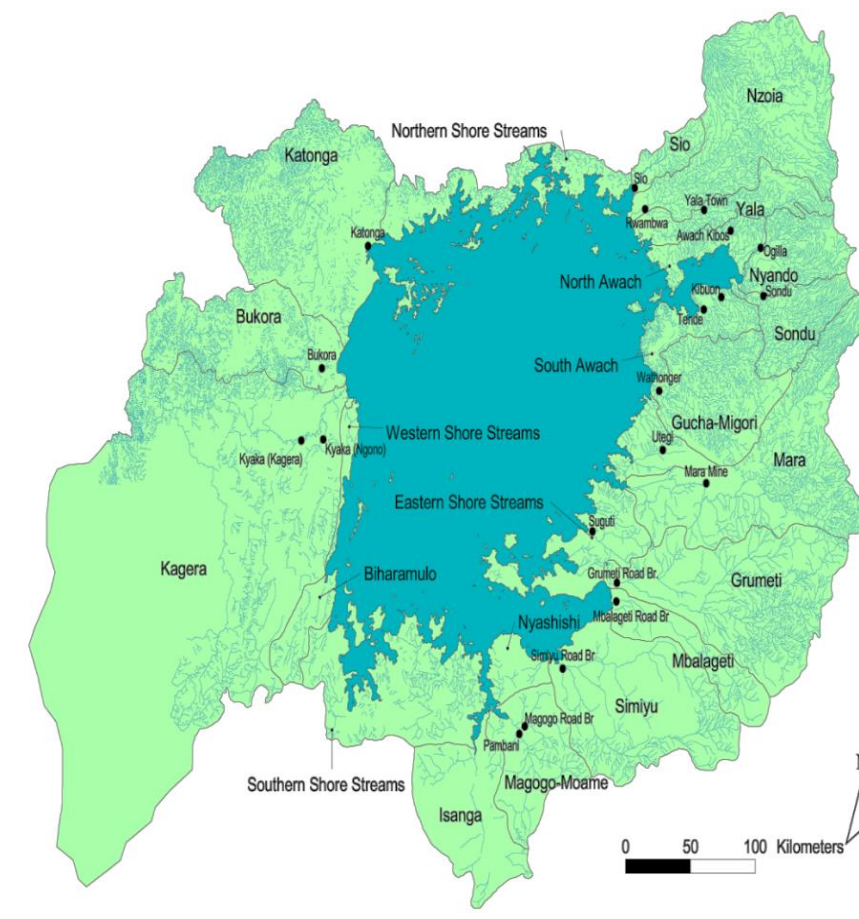 Nzoia
Northern Shore Streams
Sio
Katonga
Sio
Yala Town
Rwambwa
Yala
Awach Kibos
Katonga
Ogilla
North Awach
Nyando
Kibuon
Sondu
Tende
Bukora
Sondu
South Awach
Bukora
Wathonger
Gucha-Migori
Western Shore Streams
Utegi
Kyaka (Kagera)
Kyaka (Ngono)
Mara
Mara Mine
Eastern Shore Streams
Suguti
Kagera
Biharamulo
Grumeti Road Br.
Grumeti
Mbalageti Road Br
Nyashishi
Simiyu Road Br
Mbalageti
Simiyu
Magogo Road Br
Pambani
Southern Shore Streams
Magogo-Moame
Isanga
0 50 100 Kilometers